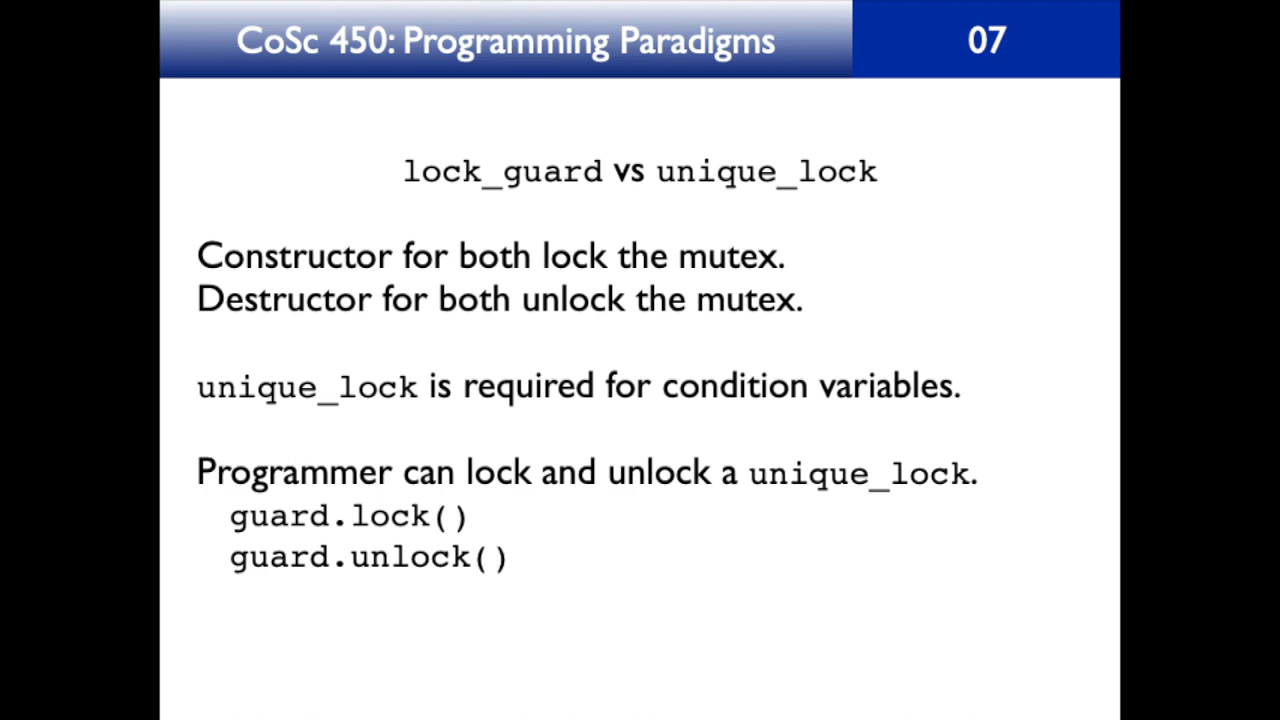 CoSc 450: Programming Paradigms
07
lock_guard vs unique_lock
Constructor for both lock the mutex.
Destructor for both unlock the mutex.
unique_lock is required for condition variables.
Programmer can lock and unlock a unique_lock.
guard.lock()
guard.unlock()